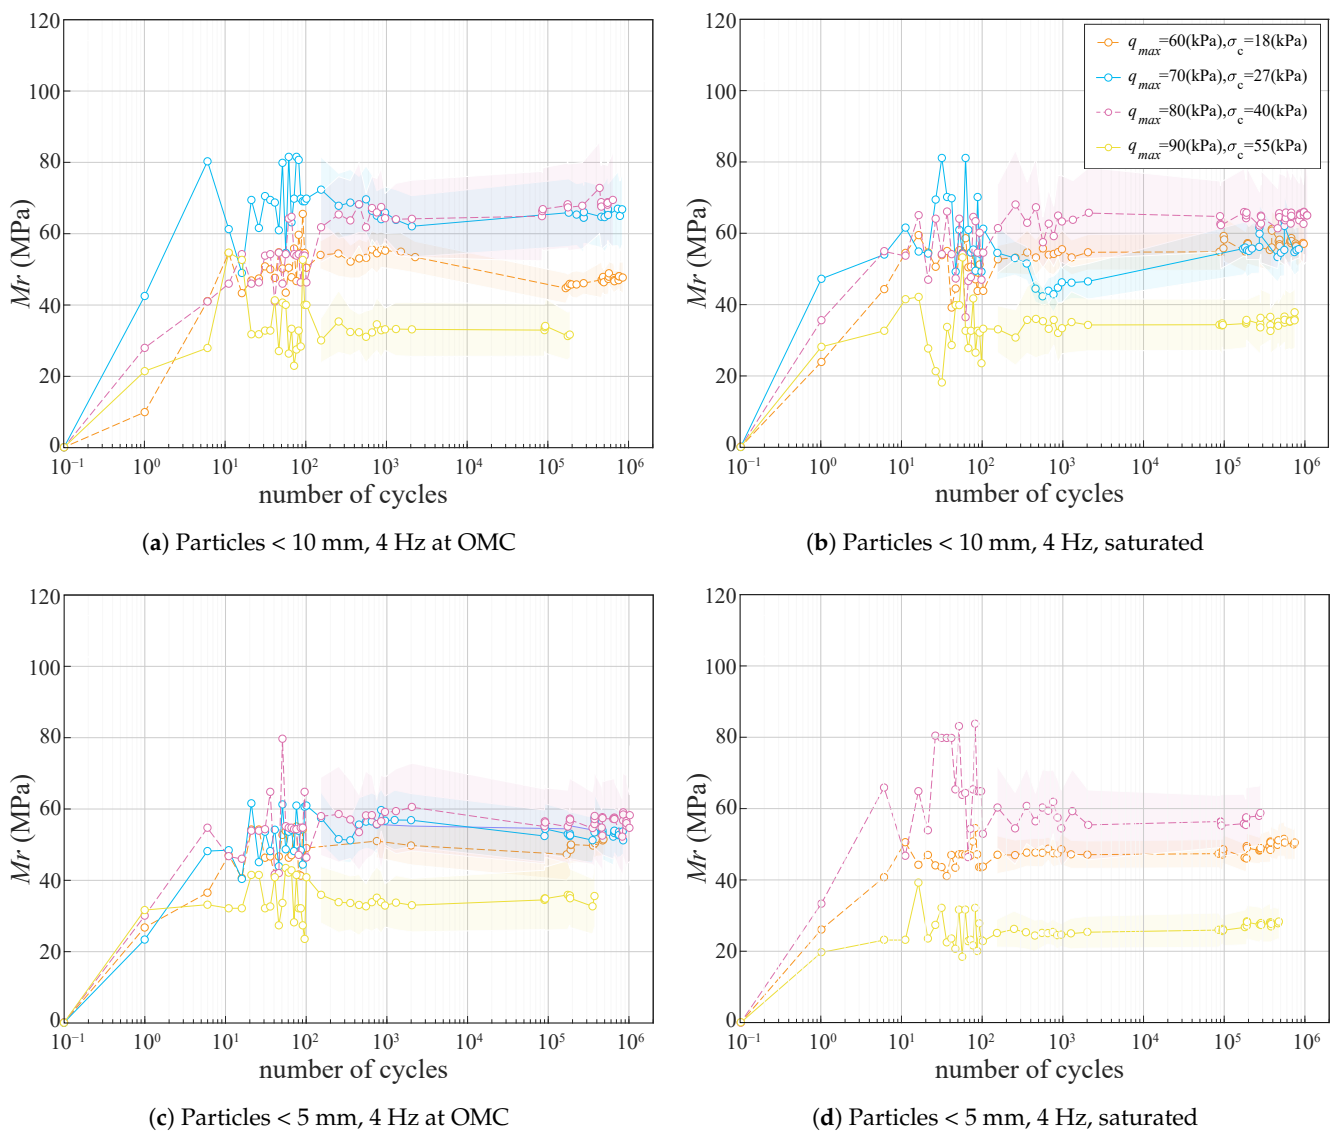 120
100
80
60
40
20
0
Mr (MPa)
10⁻¹ 10⁰ 10¹ 10² 10³ 10⁴ 10⁵ 10⁶
number of cycles
(a) Particles < 10 mm, 4 Hz at OMC
120
100
80
60
40
20
0
Mr (MPa)
q_max=60(kPa),σ_c=18(kPa)
q_max=70(kPa),σ_c=27(kPa)
q_max=80(kPa),σ_c=40(kPa)
q_max=90(kPa),σ_c=55(kPa)
10⁻¹ 10⁰ 10¹ 10² 10³ 10⁴ 10⁵ 10⁶
number of cycles
(b) Particles < 10 mm, 4 Hz, saturated
120
100
80
60
40
20
0
Mr (MPa)
10⁻¹ 10⁰ 10¹ 10² 10³ 10⁴ 10⁵ 10⁶
number of cycles
(c) Particles < 5 mm, 4 Hz at OMC
120
100
80
60
40
20
0
Mr (MPa)
10⁻¹ 10⁰ 10¹ 10² 10³ 10⁴ 10⁵ 10⁶
number of cycles
(d) Particles < 5 mm, 4 Hz, saturated